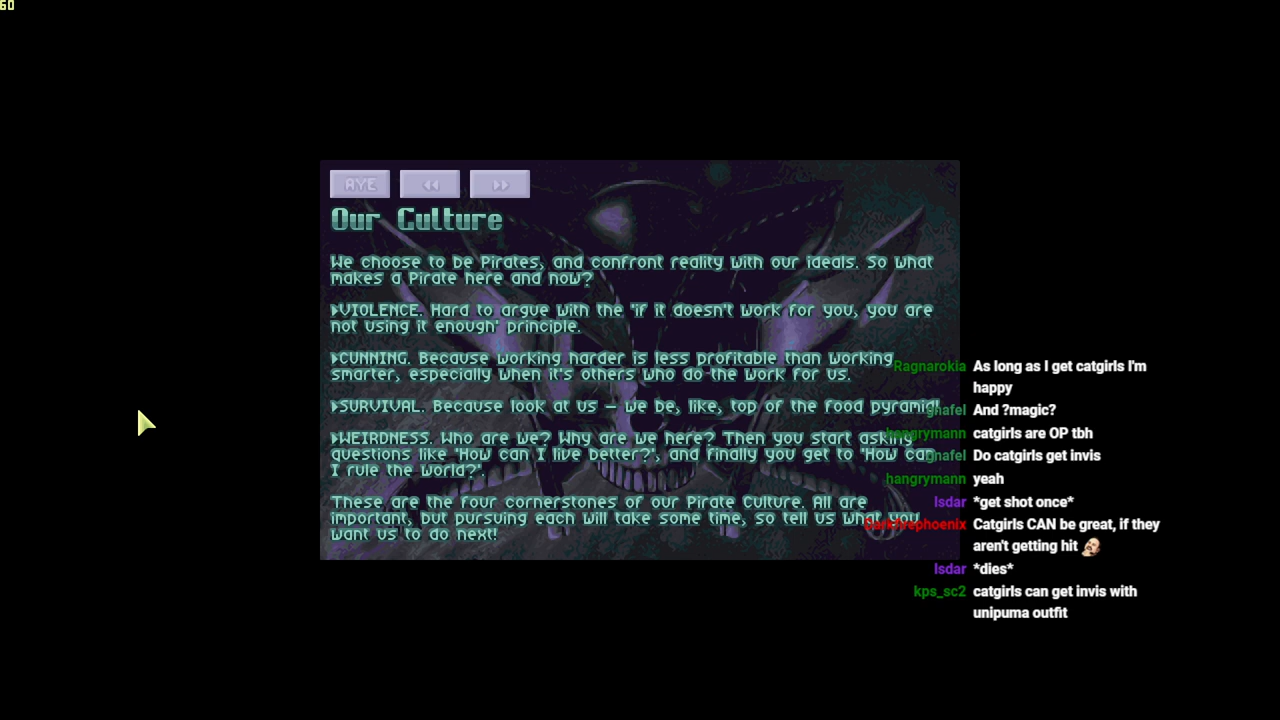 60
AYE
Our Culture
We choose to be Pirates, and confront reality with our ideals. So what
makes a Pirate here and now?
VIOLENCE. Hard to argue with the 'if it doesn't work for you, you are
not using it enough' principle.
CUNNING. Because working harder is less profitable than working
smarter, especially when it's others who do the work for us.
SURVIVAL. Because look at us – we be, like, top of the food pyramid!
WEIRDNESS. Who are we? Why are we here? Then you start asking
questions like 'How can I live better?', and finally you get to 'How can
I rule the world?'.
These are the four cornerstones of our Pirate Culture. All are
important, but pursuing each will take some time, so tell us what you
want us to do next!
Ragnarokia As long as I get catgirls I'm
happy
gnafel And ?magic?
hangrymann catgirls are OP tbh
gnafel Do catgirls get invis
hangrymann yeah
lsdar *get shot once*
Darkfirephoenix Catgirls CAN be great, if they
aren't getting hit
lsdar *dies*
kps_sc2 catgirls can get invis with
unipuma outfit